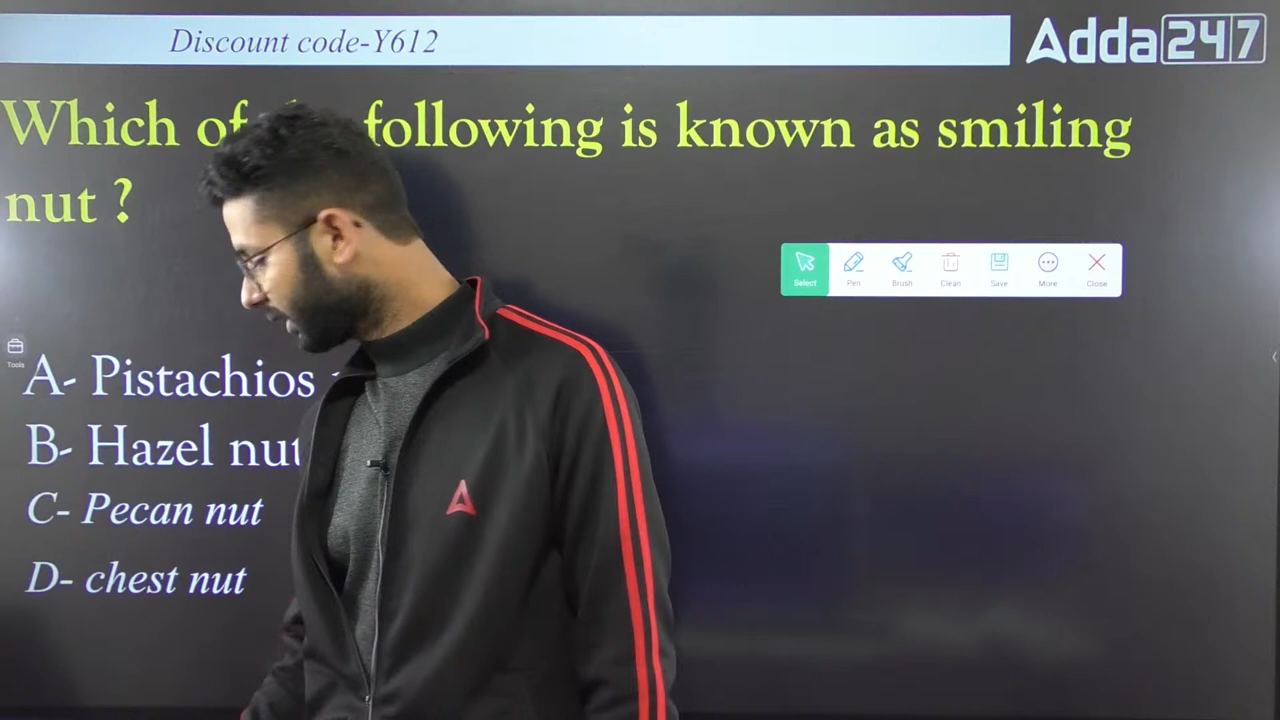 Discount code-Y612
Adda247
Which of following is known as smiling
nut ?
Select Pen Brush Clean Save More Close
Tools
A- Pistachios
B- Hazel nut
C- Pecan nut
D- chest nut